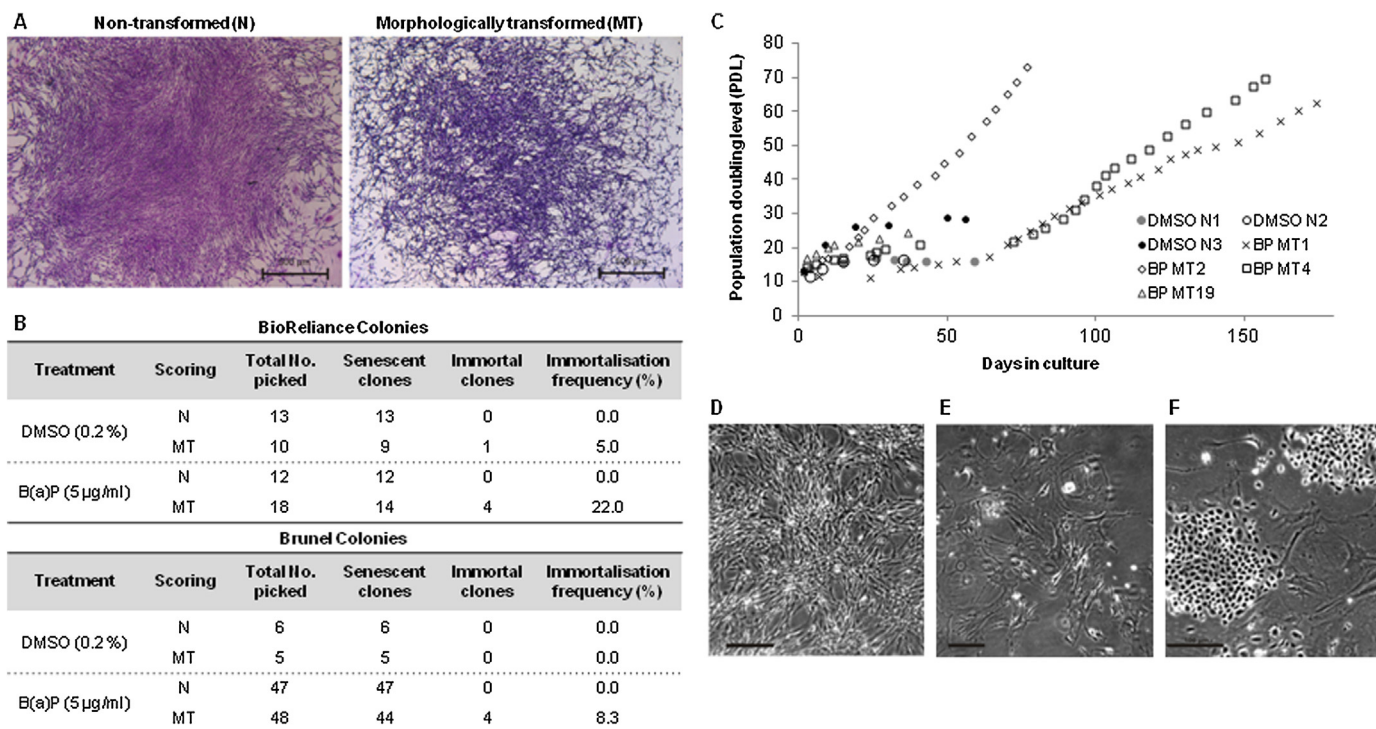 A
Non-transformed (N)
Morphologically transformed (MT)
B
BioReliance Colonies
Treatment Scoring Total No. picked Senescent clones Immortal clones Immortalisation frequency (%)
DMSO (0.2 %) N 13 13 0 0.0
MT 10 9 1 5.0
B(a)P (5 µg/ml) N 12 12 0 0.0
MT 18 14 4 22.0
Brunel Colonies
Treatment Scoring Total No. picked Senescent clones Immortal clones Immortalisation frequency (%)
DMSO (0.2 %) N 6 6 0 0.0
MT 5 5 0 0.0
B(a)P (5 µg/ml) N 47 47 0 0.0
MT 48 44 4 8.3
C
Population doubling level (PDL)
80
70
60
50
40
30
20
10
0
0 50 100 150
Days in culture
DMSO N1 DMSO N2
DMSO N3 BP MT1
BP MT2 BP MT4
BP MT19
D
E
F